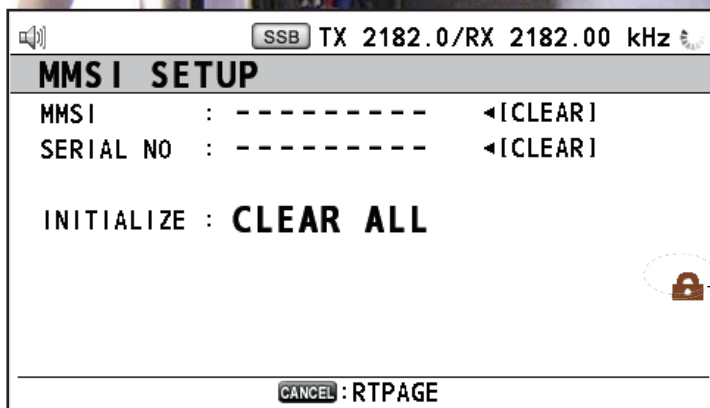 SSB TX 2182.0/RX 2182.00 kHz
MMSI SETUP
MMSI : --------- ◄[CLEAR]
SERIAL NO : --------- ◄[CLEAR]
INITIALIZE : CLEAR ALL
CANCEL : RTPAGE